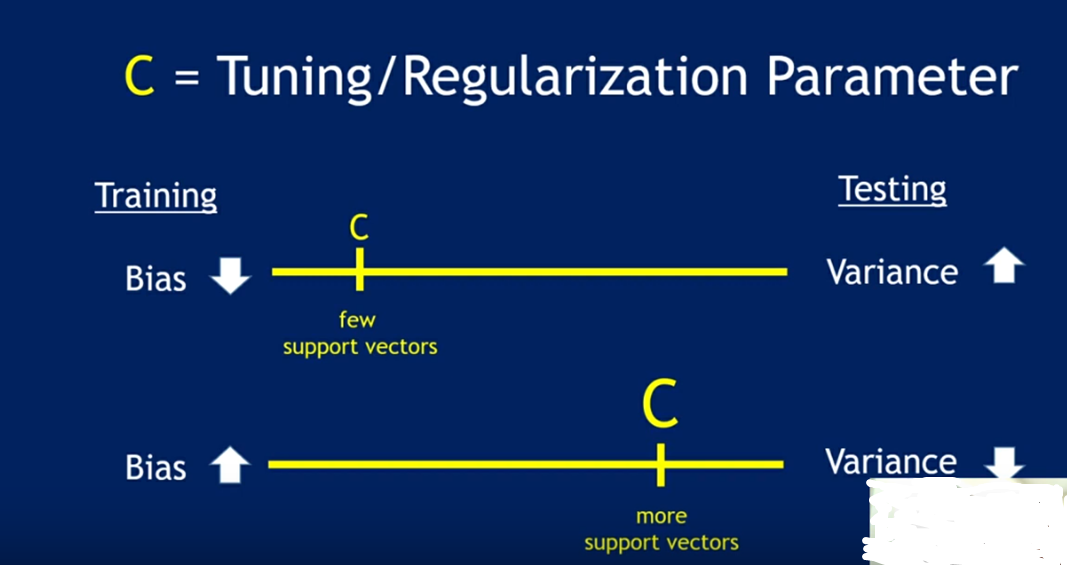 C = Tuning/Regularization Parameter
Training
Testing
C
Bias
Variance
few
support vectors
C
Bias
Variance
more
support vectors